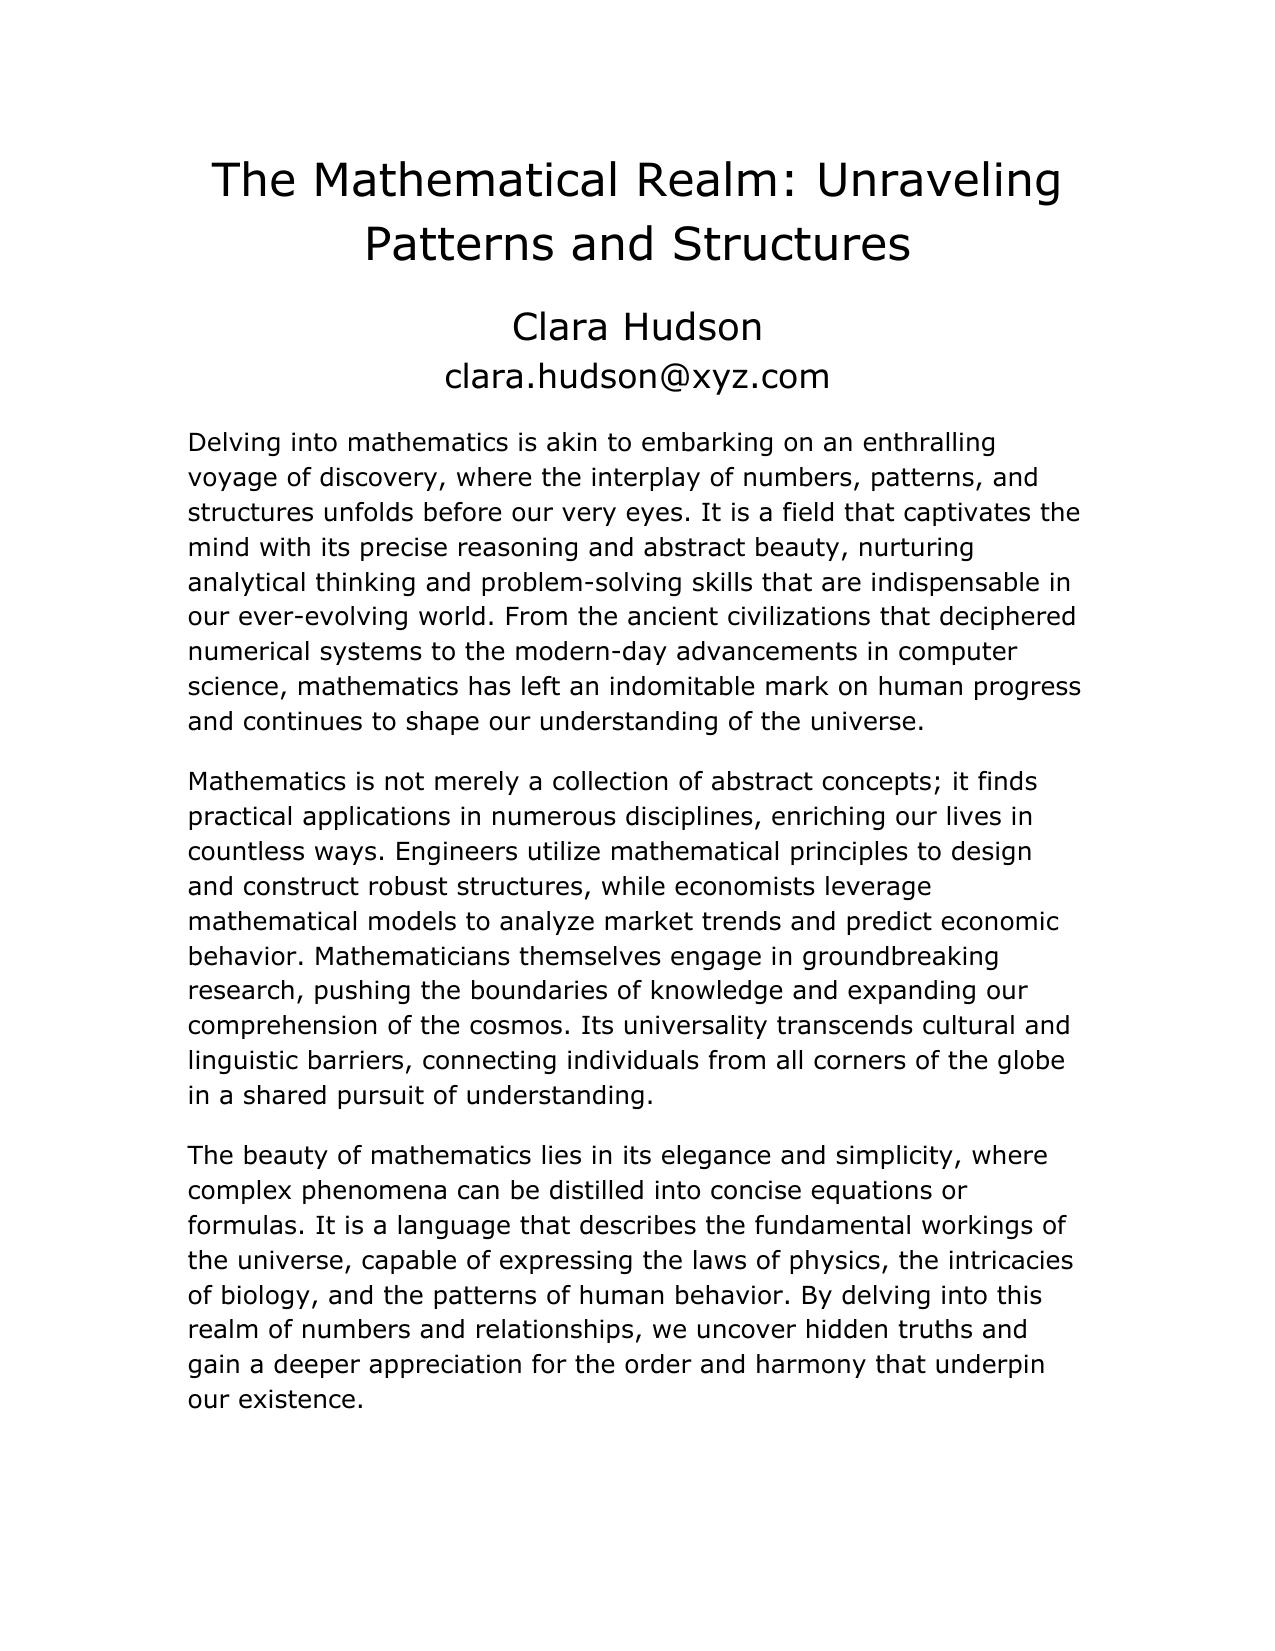 The Mathematical Realm: Unraveling
Patterns and Structures
Clara Hudson
clara.hudson@xyz.com
Delving into mathematics is akin to embarking on an enthralling
voyage of discovery, where the interplay of numbers, patterns, and
structures unfolds before our very eyes. It is a field that captivates the
mind with its precise reasoning and abstract beauty, nurturing
analytical thinking and problem-solving skills that are indispensable in
our ever-evolving world. From the ancient civilizations that deciphered
numerical systems to the modern-day advancements in computer
science, mathematics has left an indomitable mark on human progress
and continues to shape our understanding of the universe.
Mathematics is not merely a collection of abstract concepts; it finds
practical applications in numerous disciplines, enriching our lives in
countless ways. Engineers utilize mathematical principles to design
and construct robust structures, while economists leverage
mathematical models to analyze market trends and predict economic
behavior. Mathematicians themselves engage in groundbreaking
research, pushing the boundaries of knowledge and expanding our
comprehension of the cosmos. Its universality transcends cultural and
linguistic barriers, connecting individuals from all corners of the globe
in a shared pursuit of understanding.
The beauty of mathematics lies in its elegance and simplicity, where
complex phenomena can be distilled into concise equations or
formulas. It is a language that describes the fundamental workings of
the universe, capable of expressing the laws of physics, the intricacies
of biology, and the patterns of human behavior. By delving into this
realm of numbers and relationships, we uncover hidden truths and
gain a deeper appreciation for the order and harmony that underpin
our existence.